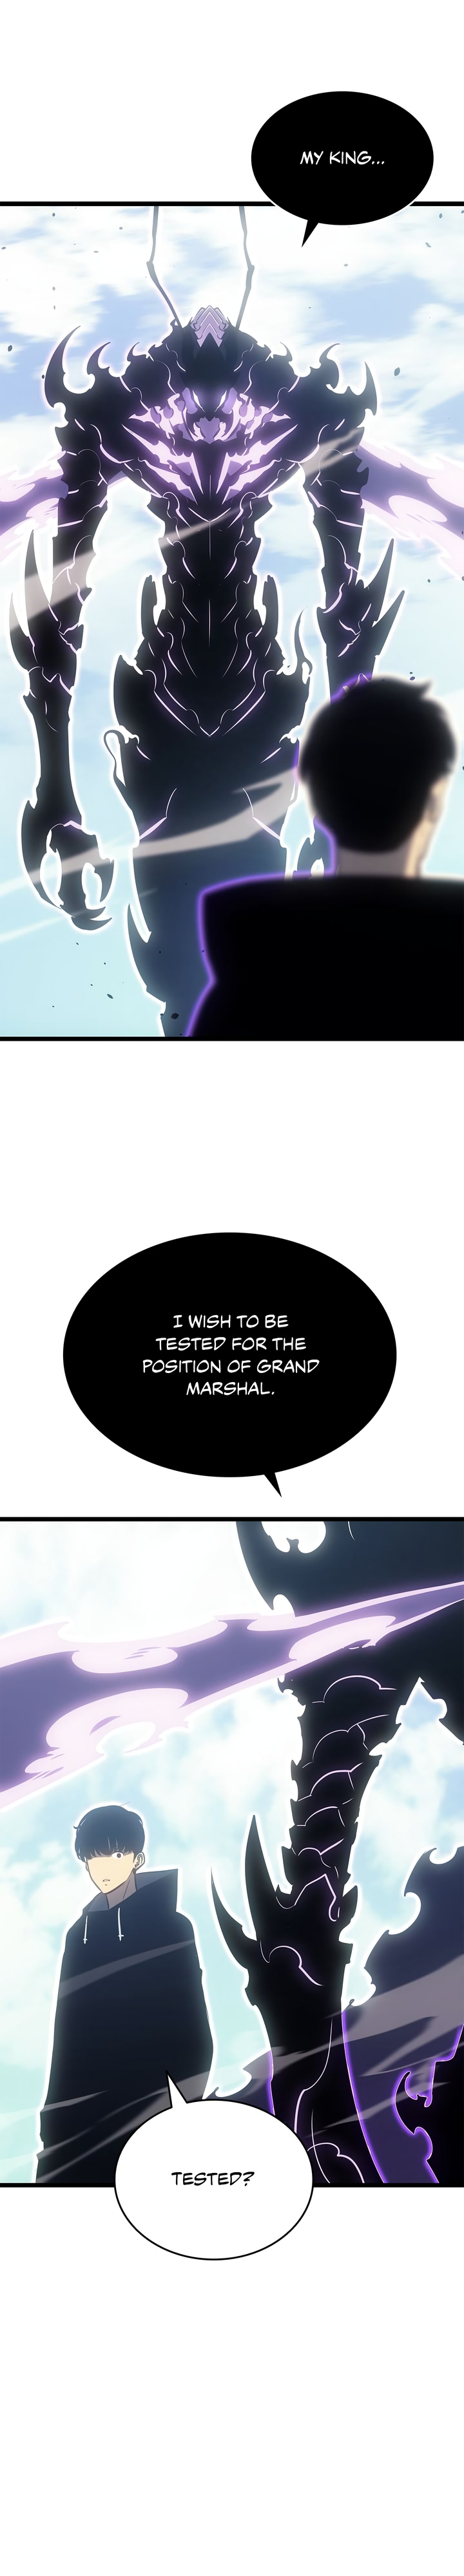 MY KING...
I WISH TO BE
TESTED FOR THE
POSITION OF GRAND
MARSHAL.
TESTED?